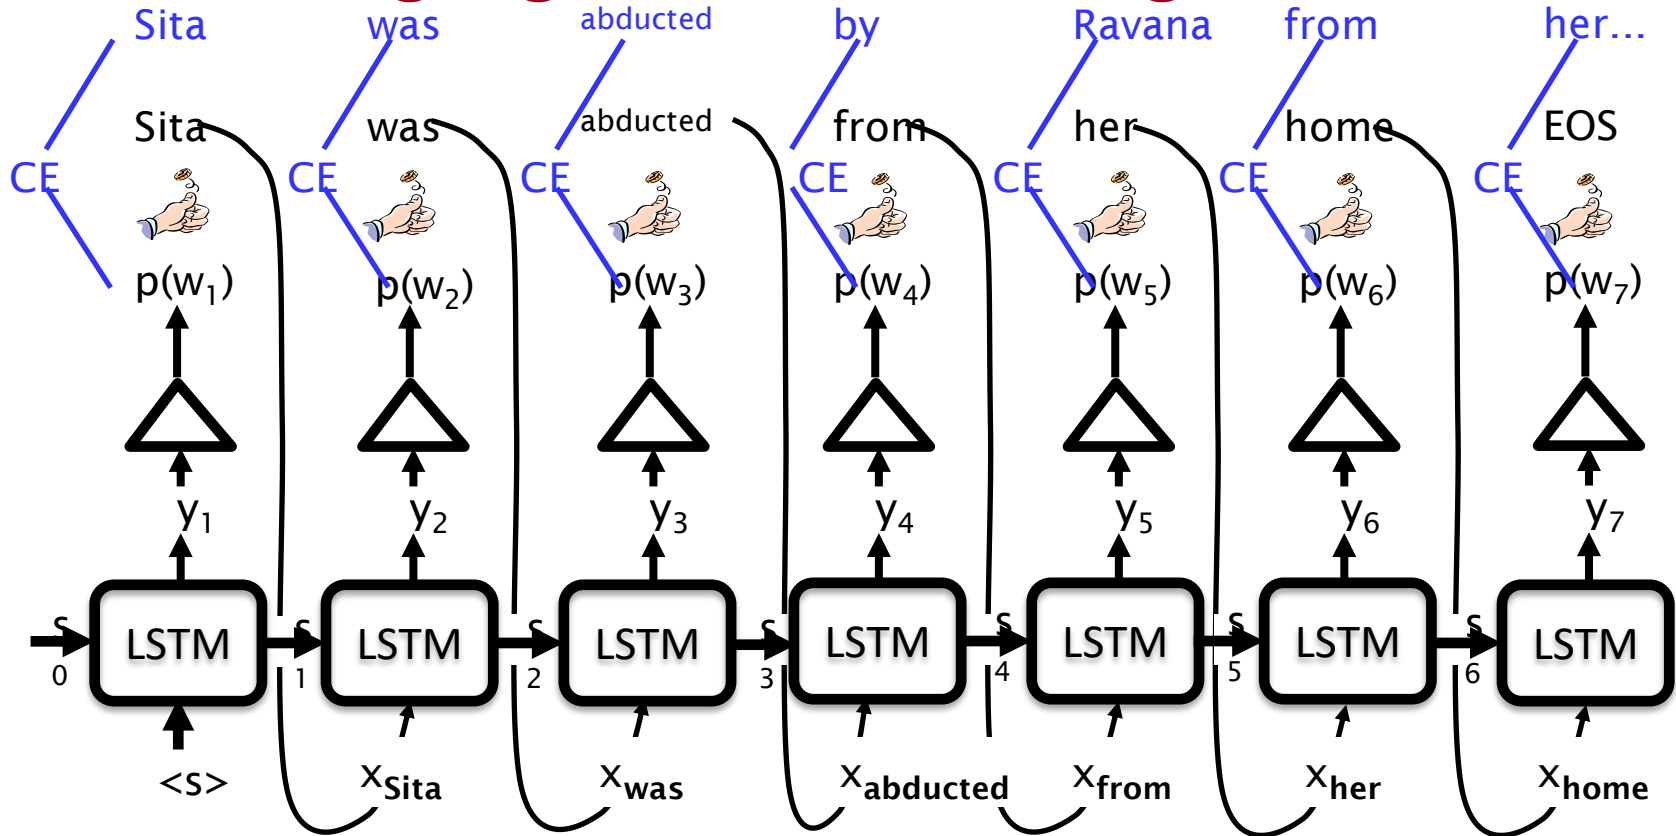 Sita was abducted by Ravana from her...
Sita was abducted from her home EOS
CE CE CE CE CE CE CE
p(w₁) p(w₂) p(w₃) p(w₄) p(w₅) p(w₆) p(w₇)
y₁ y₂ y₃ y₄ y₅ y₆ y₇
s₀ LSTM s₁ LSTM s₂ LSTM s₃ LSTM s₄ LSTM s₅ LSTM s₆ LSTM
<s> xSita xwas xabducted xfrom xher xhome